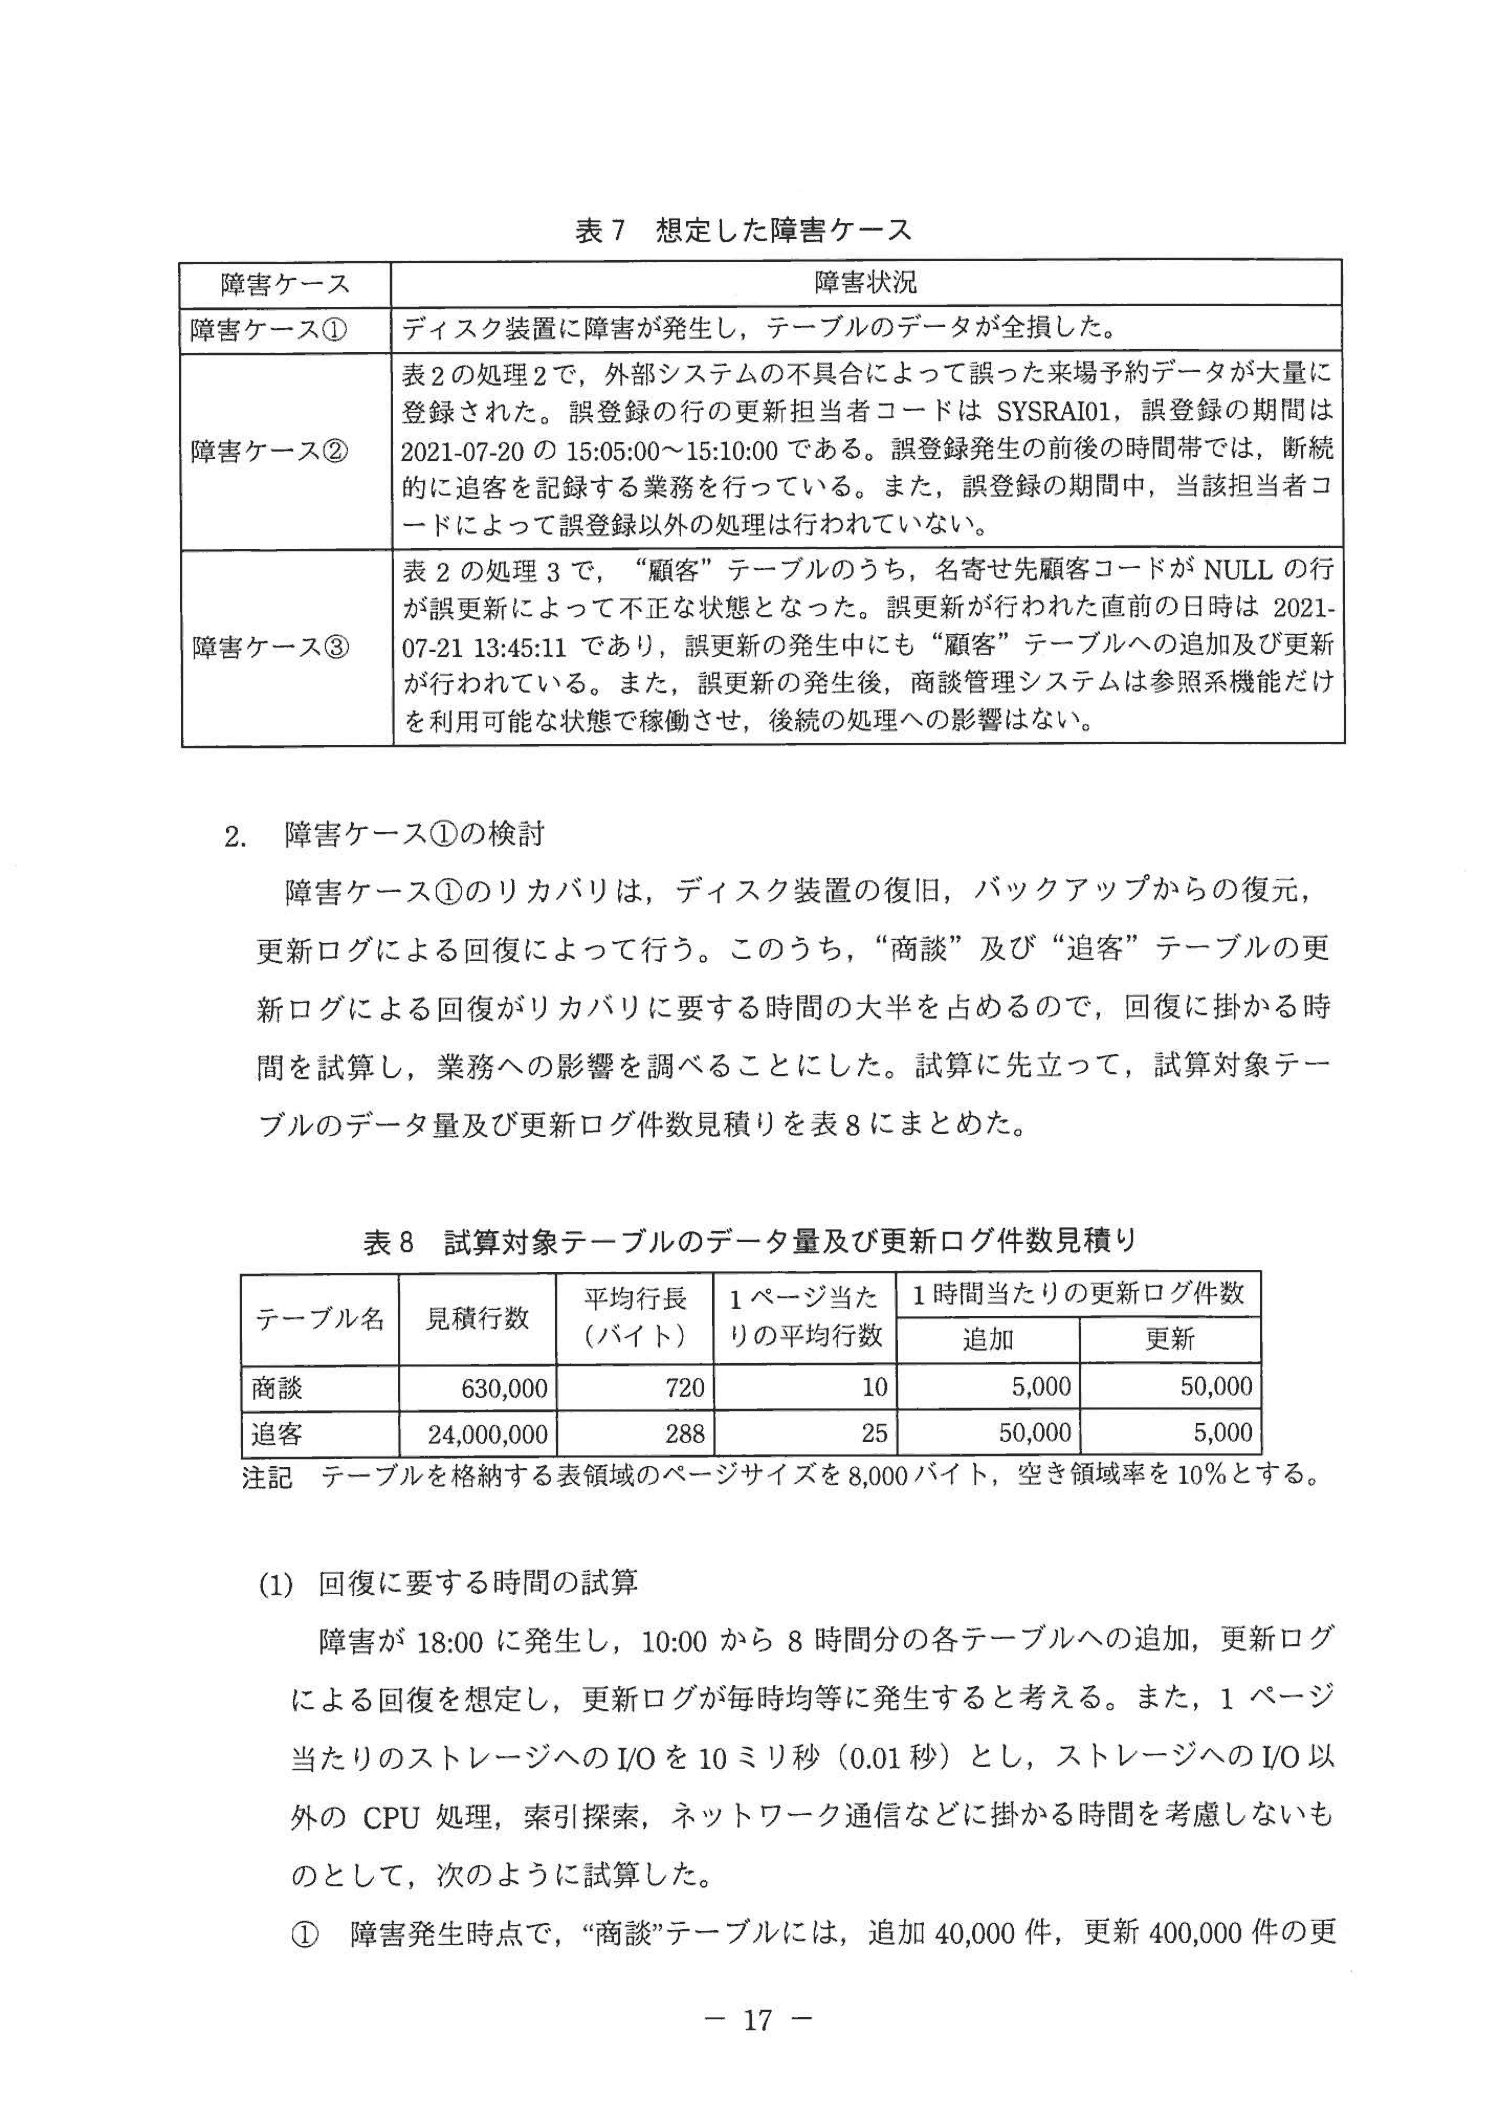 表7 想定した障害ケース
障害ケース 障害状況
障害ケース① ディスク装置に障害が発生し，テーブルのデータが全損した。
障害ケース②
表2の処理2で，外部システムの不具合によって誤った来場予約データが大量に
登録された。誤登録の行の更新担当者コードは SYSRAI01，誤登録の期間は
2021-07-20 の 15:05:00～15:10:00 である。誤登録発生の前後の時間帯では，断続
的に追客を記録する業務を行っている。また，誤登録の期間中，当該担当者コ
ードによって誤登録以外の処理は行われていない。
障害ケース③
表 2 の処理 3 で，“顧客”テーブルのうち，名寄せ先顧客コードが NULL の行
が誤更新によって不正な状態となった。誤更新が行われた直前の日時は 2021-
07-21 13:45:11 であり，誤更新の発生中にも“顧客”テーブルへの追加及び更新
が行われている。また，誤更新の発生後，商談管理システムは参照系機能だけ
を利用可能な状態で稼働させ，後続の処理への影響はない。
2. 障害ケース①の検討
障害ケース①のリカバリは，ディスク装置の復旧，バックアップからの復元，
更新ログによる回復によって行う。このうち，“商談”及び“追客”テーブルの更
新ログによる回復がリカバリに要する時間の大半を占めるので，回復に掛かる時
間を試算し，業務への影響を調べることにした。試算に先立って，試算対象テー
ブルのデータ量及び更新ログ件数見積りを表8にまとめた。
表8 試算対象テーブルのデータ量及び更新ログ件数見積り
テーブル名 見積行数 平均行長（バイト） 1ページ当たりの平均行数 1時間当たりの更新ログ件数
追加 更新
商談 630,000 720 10 5,000 50,000
追客 24,000,000 288 25 50,000 5,000
注記 テーブルを格納する表領域のページサイズを 8,000 バイト，空き領域率を 10％とする。
(1) 回復に要する時間の試算
障害が 18:00 に発生し，10:00 から 8 時間分の各テーブルへの追加，更新ログ
による回復を想定し，更新ログが毎時均等に発生すると考える。また，1 ページ
当たりのストレージへの I/O を 10 ミリ秒（0.01 秒）とし，ストレージへの I/O 以
外の CPU 処理，索引探索，ネットワーク通信などに掛かる時間を考慮しないも
のとして，次のように試算した。
① 障害発生時点で，“商談”テーブルには，追加 40,000 件，更新 400,000 件の更
－ 17 －